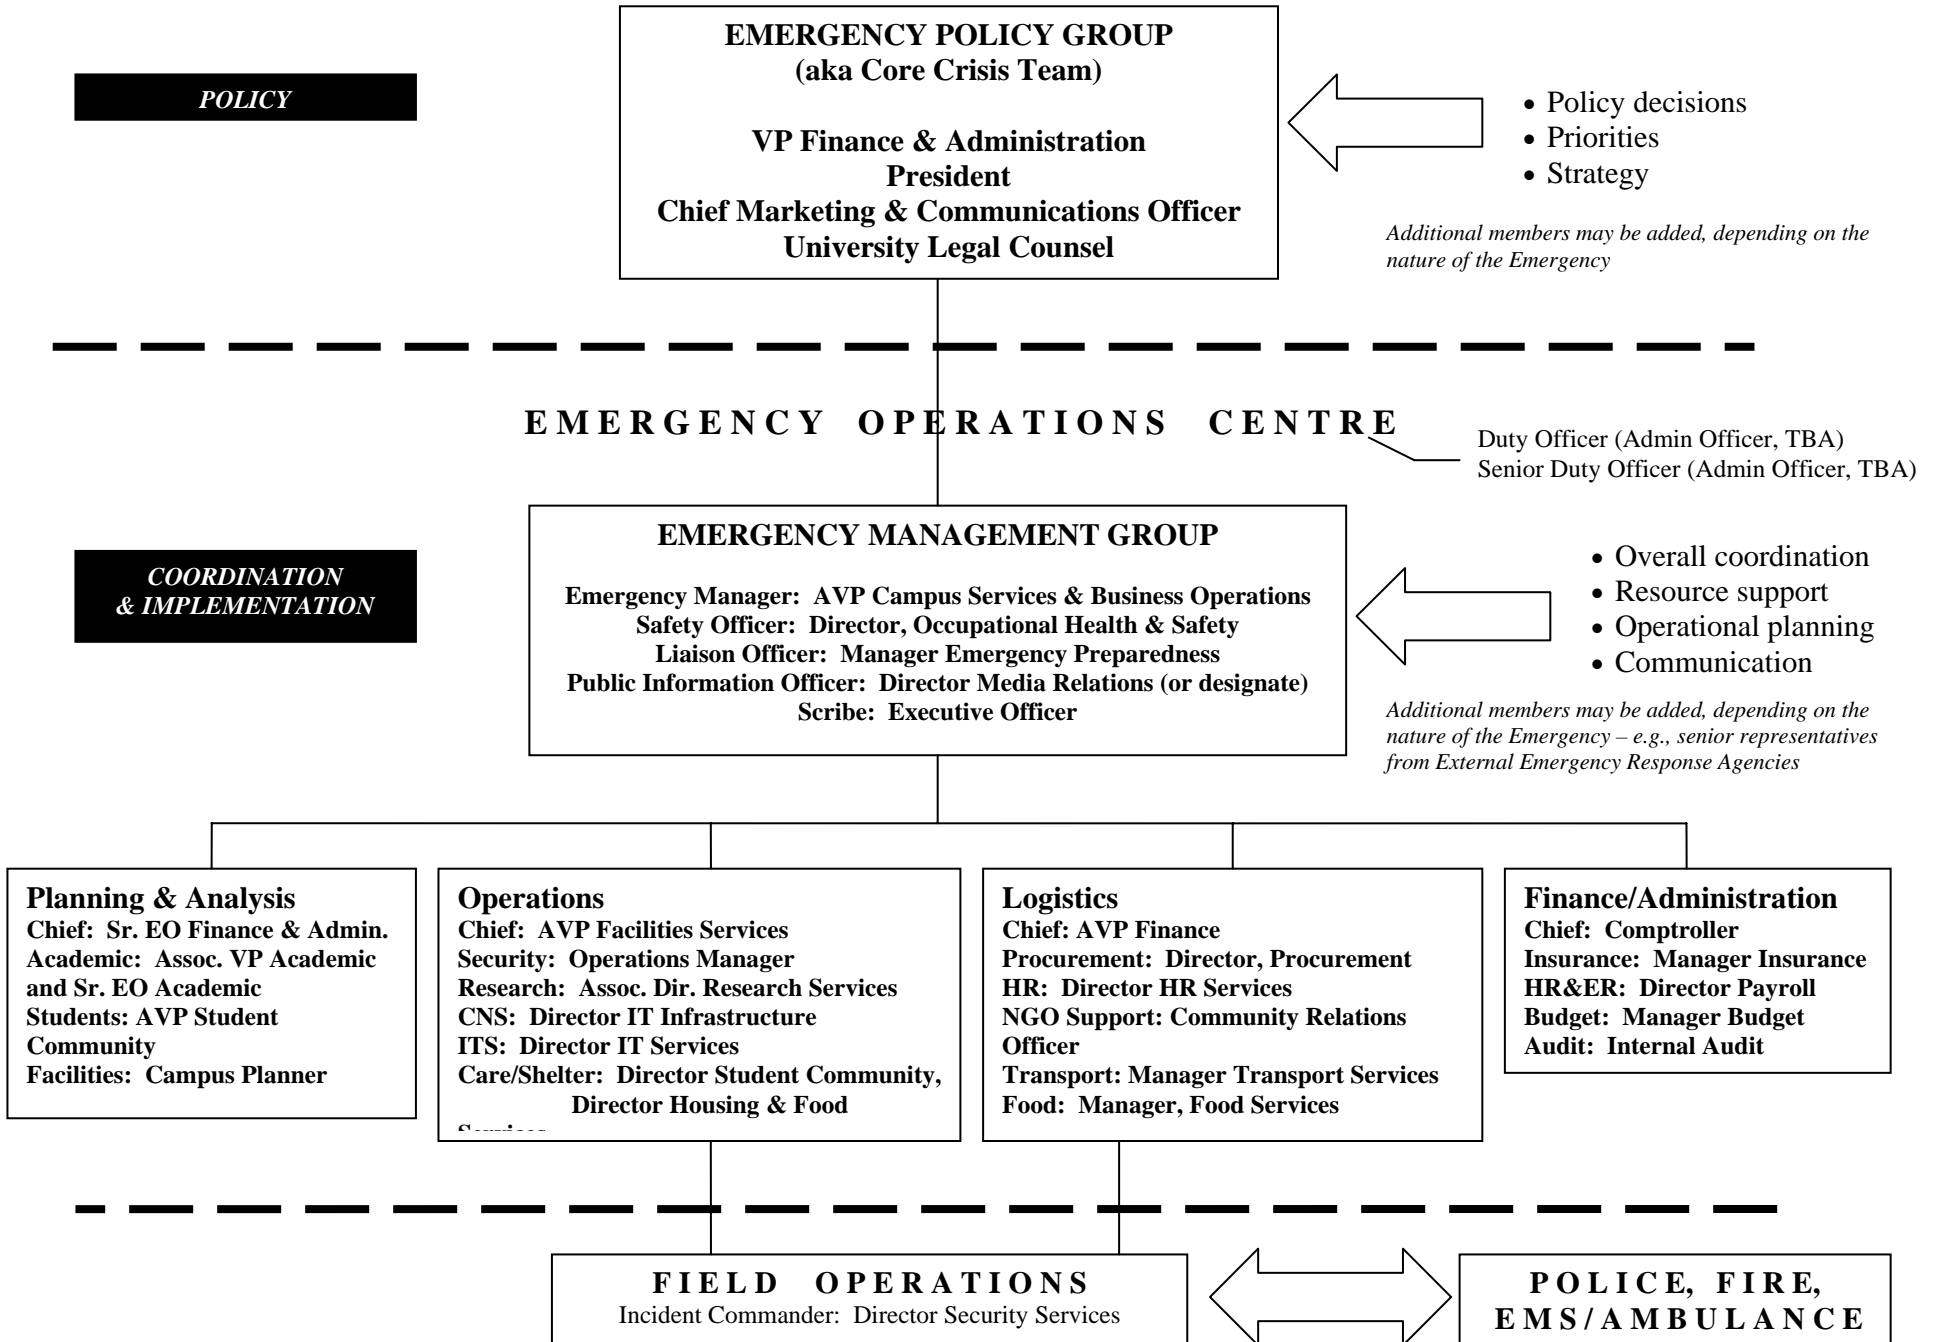 EMERGENCY POLICY GROUP
(aka Core Crisis Team)
VP Finance & Administration
President
Chief Marketing & Communications Officer
University Legal Counsel
POLICY
• Policy decisions
• Priorities
• Strategy
Additional members may be added, depending on the
nature of the Emergency
EMERGENCY OPERATIONS CENTRE
Duty Officer (Admin Officer, TBA)
Senior Duty Officer (Admin Officer, TBA)
COORDINATION
& IMPLEMENTATION
EMERGENCY MANAGEMENT GROUP
Emergency Manager: AVP Campus Services & Business Operations
Safety Officer: Director, Occupational Health & Safety
Liaison Officer: Manager Emergency Preparedness
Public Information Officer: Director Media Relations (or designate)
Scribe: Executive Officer
• Overall coordination
• Resource support
• Operational planning
• Communication
Additional members may be added, depending on the
nature of the Emergency – e.g., senior representatives
from External Emergency Response Agencies
Planning & Analysis
Chief: Sr. EO Finance & Admin.
Academic: Assoc. VP Academic
and Sr. EO Academic
Students: AVP Student
Community
Facilities: Campus Planner
Operations
Chief: AVP Facilities Services
Security: Operations Manager
Research: Assoc. Dir. Research Services
CNS: Director IT Infrastructure
ITS: Director IT Services
Care/Shelter: Director Student Community,
Director Housing & Food
Logistics
Chief: AVP Finance
Procurement: Director, Procurement
HR: Director HR Services
NGO Support: Community Relations
Officer
Transport: Manager Transport Services
Food: Manager, Food Services
Finance/Administration
Chief: Comptroller
Insurance: Manager Insurance
HR&ER: Director Payroll
Budget: Manager Budget
Audit: Internal Audit
FIELD OPERATIONS
Incident Commander: Director Security Services
POLICE, FIRE,
EMS/AMBULANCE